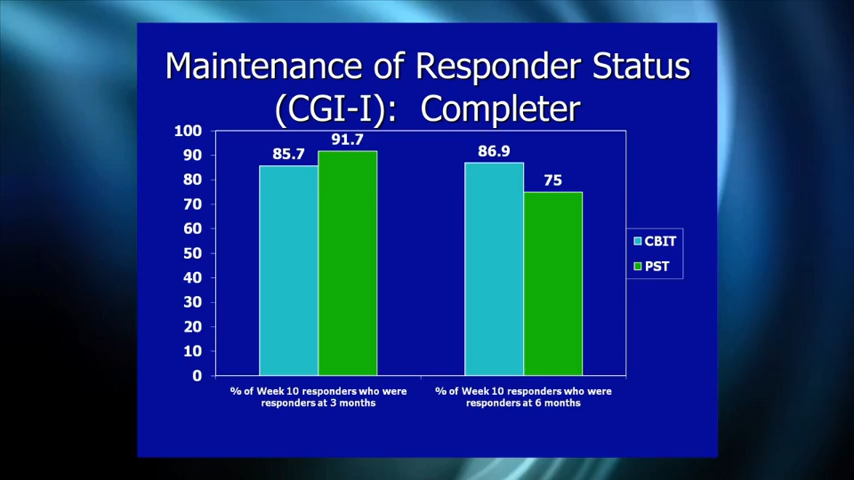 Maintenance of Responder Status
(CGI-I): Completer
100
90
80
70
60
50
40
30
20
10
0
85.7
91.7
86.9
75
CBIT
PST
% of Week 10 responders who were
responders at 3 months
% of Week 10 responders who were
responders at 6 months